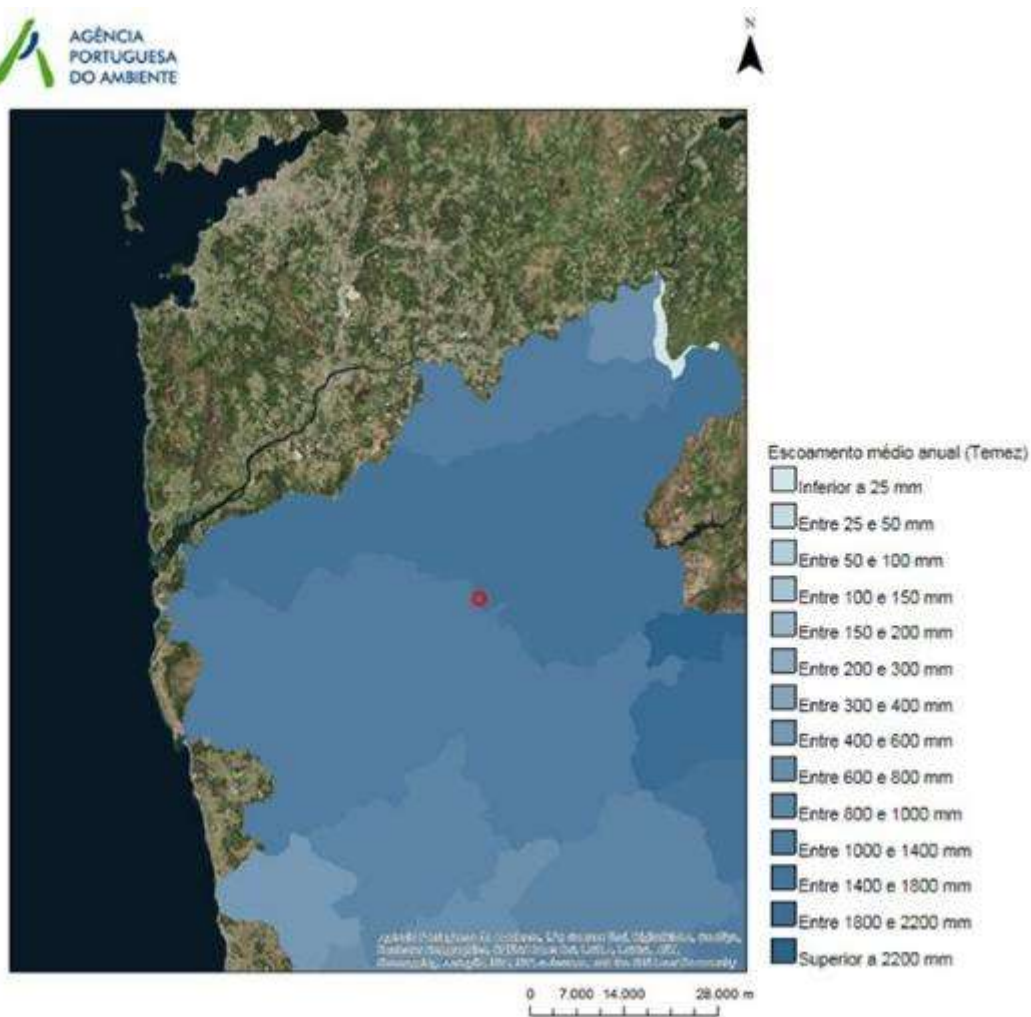 AGÊNCIA
PORTUGUESA
DO AMBIENTE
N
Escoamento médio anual (Temez)
Inferior a 25 mm
Entre 25 e 50 mm
Entre 50 e 100 mm
Entre 100 e 150 mm
Entre 150 e 200 mm
Entre 200 e 300 mm
Entre 300 e 400 mm
Entre 400 e 600 mm
Entre 600 e 800 mm
Entre 800 e 1000 mm
Entre 1000 e 1400 mm
Entre 1400 e 1800 mm
Entre 1800 e 2200 mm
Superior a 2200 mm
0 7.000 14.000 28.000 m